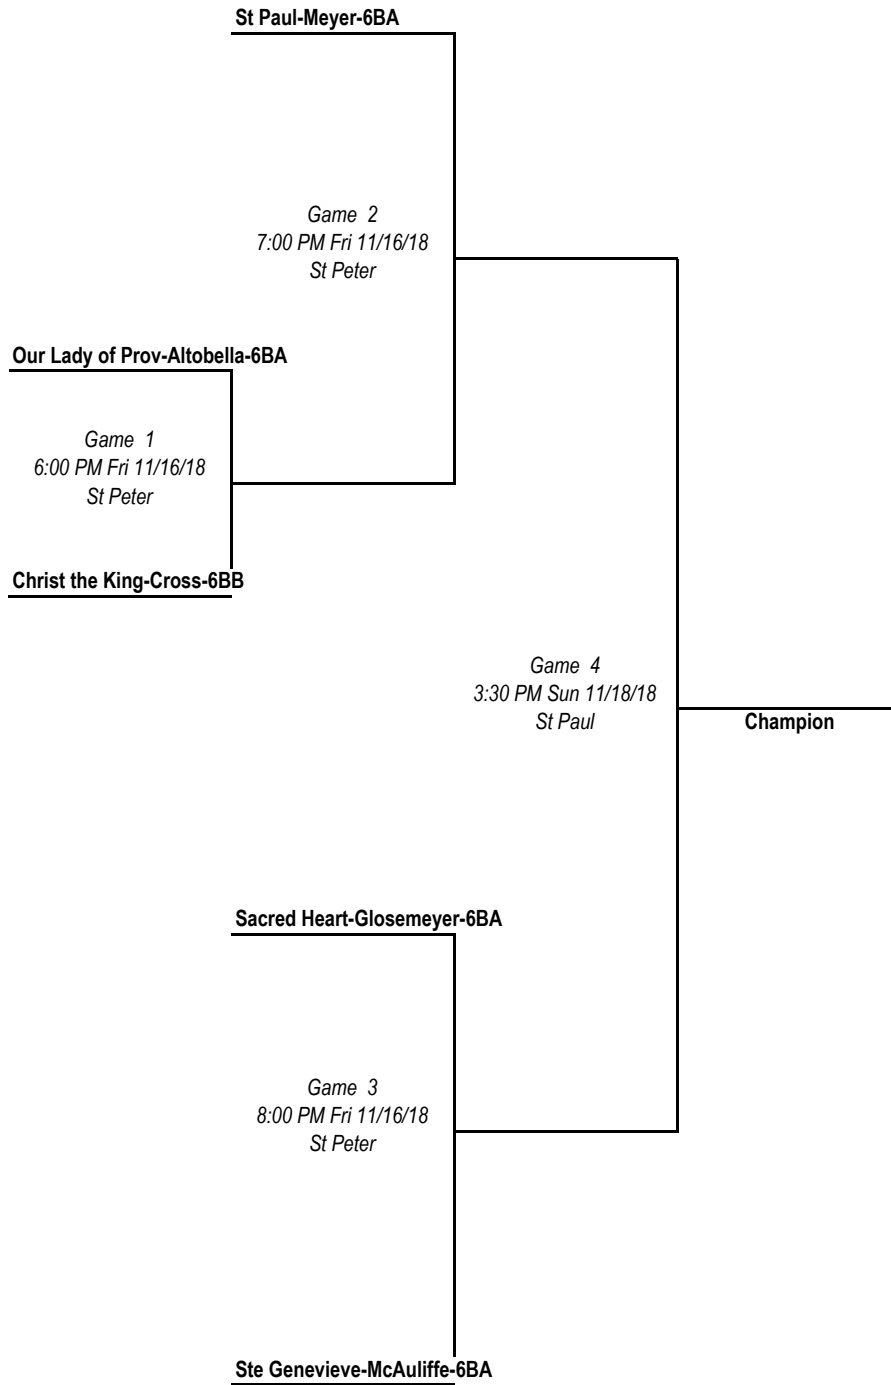 St Paul-Meyer-6BA
Game 2
7:00 PM Fri 11/16/18
St Peter
Our Lady of Prov-Altobella-6BA
Game 1
6:00 PM Fri 11/16/18
St Peter
Christ the King-Cross-6BB
Game 4
3:30 PM Sun 11/18/18
St Paul
Champion
Sacred Heart-Glosemeyer-6BA
Game 3
8:00 PM Fri 11/16/18
St Peter
Ste Genevieve-McAuliffe-6BA